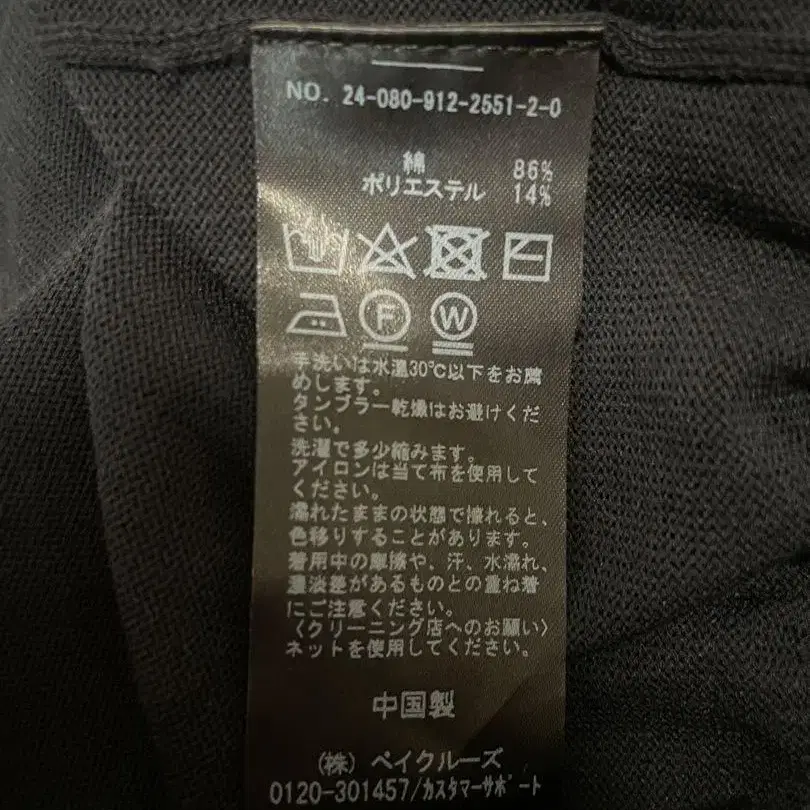 NO. 24-080-912-2551-2-0
綿 86%
ポリエステル 14%
F W
手洗いは水温30℃以下をお薦
めします。
タンブラー乾燥はお避けくだ
さい。
洗濯で多少縮みます。
アイロンは当て布を使用して
ください。
濡れたままの状態で擦れると、
色移りすることがあります。
着用中の摩擦や、汗、水濡れ、
濃淡差があるものとの重ね着
にご注意ください。
〈クリーニング店へのお願い〉
ネットを使用してください。
中国製
(株) ベイクルーズ
0120-301457/カスタマーサポート